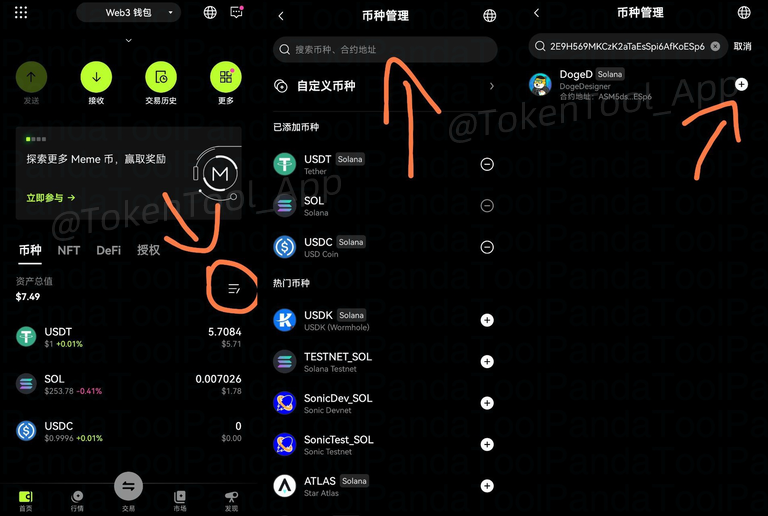 Web3 钱包
发送
接收
交易历史
更多
探索更多 Meme 币，赢取奖励
立即参与 →
M
币种
NFT
DeFi
授权
资产总值
$7.49
USDT
5.7084
$1 +0.01%
$5.71
SOL
0.007026
$253.78 -0.41%
$1.78
USDC
0
$0.9996 +0.01%
$0.00
首页
行情
交易
市场
发现
币种管理
搜索币种、合约地址
自定义币种
已添加币种
USDT Solana
Tether
SOL
Solana
USDC Solana
USD Coin
热门币种
USDK Solana
USDK (Wormhole)
TESTNET_SOL
Solana Testnet
SonicDev_SOL
Sonic Devnet
SonicTest_SOL
Sonic Testnet
ATLAS Solana
Star Atlas
币种管理
2E9H569MKCzK2aTaEsSpi6AfKoESp6
取消
DogeD Solana
DogeDesigner
合约地址：ASM5ds...ESp6
@TokenTool_App
@TokenTool_App